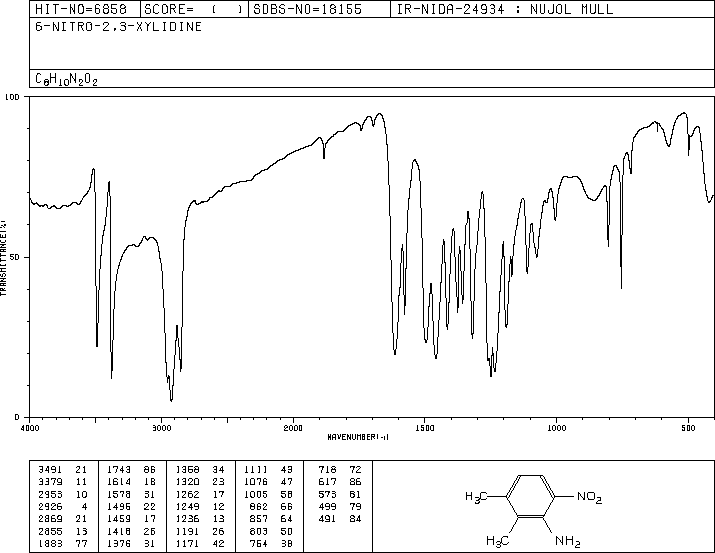 HIT-NO=6858 SCORE= ( ) SDBS-NO=18155 IR-NIDA-24934 : NUJOL MULL
6-NITRO-2,3-XYLIDINE
C8H10N2O2
100
50
0
TRANSMITTANCE(%)
4000 3000 2000 1500 1000 500
WAVENUMBER(-1)
3491 21 1743 86 1368 34 1111 43 718 72
3379 11 1614 18 1320 23 1076 47 617 86
2953 10 1578 31 1262 17 1005 58 573 81
2926 4 1496 22 1249 12 862 66 499 79
2869 21 1459 17 1236 13 857 64 491 84
2855 13 1418 26 1191 26 803 50
1883 77 1376 31 1171 42 754 38
H3C NO2
H3C NH2